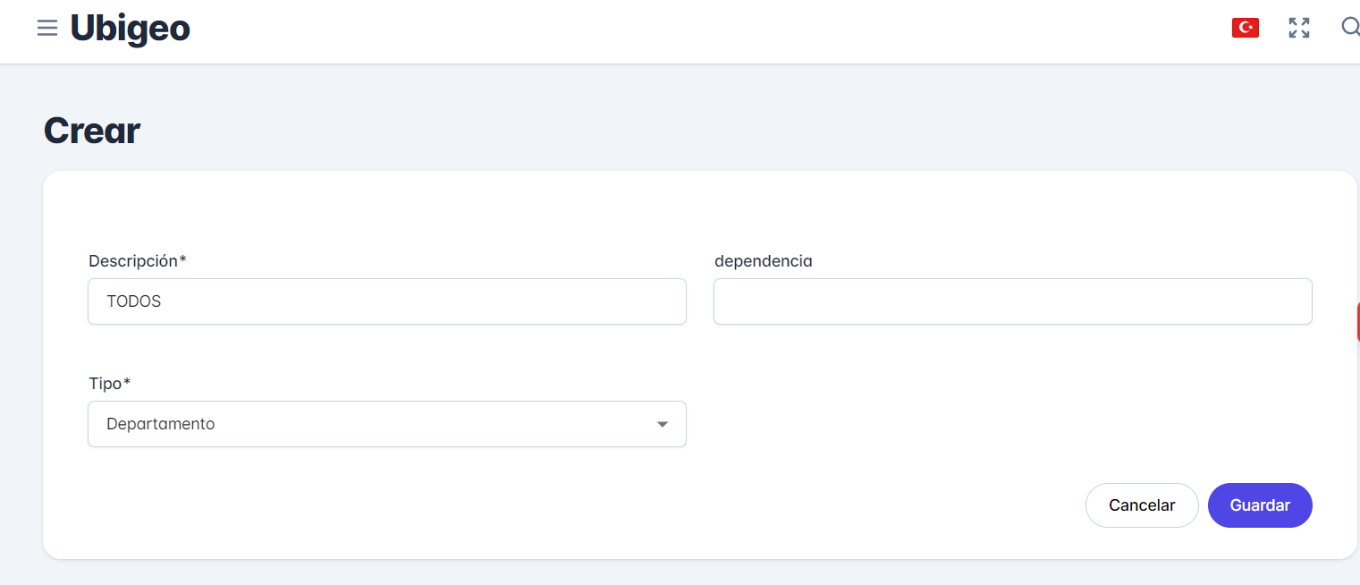 Ubigeo
Crear
Descripción*
dependencia
TODOS
Tipo*
Departamento
Cancelar
Guardar